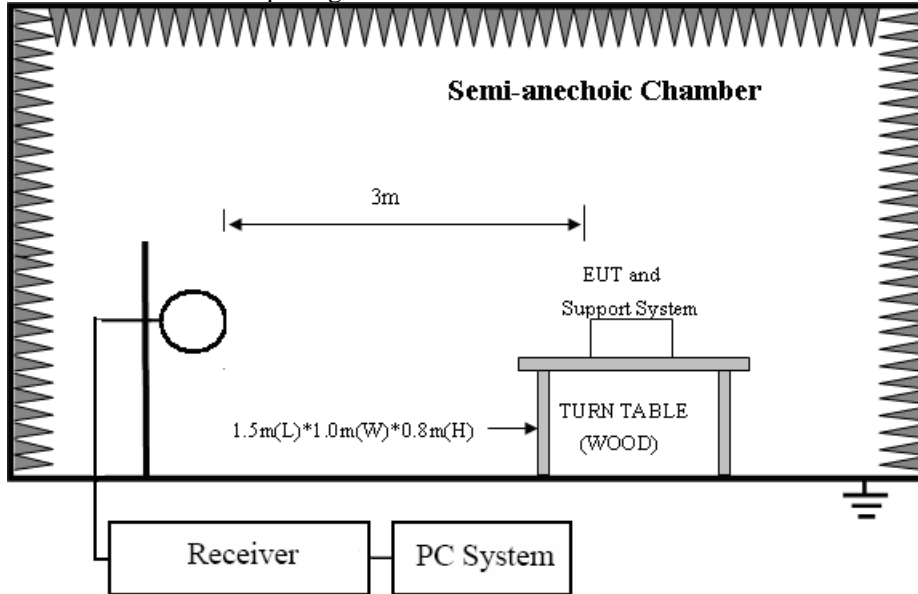 Semi-anechoic Chamber
3m
EUT and
Support System
1.5m(L)*1.0m(W)*0.8m(H)
TURN TABLE
(WOOD)
Receiver
PC System